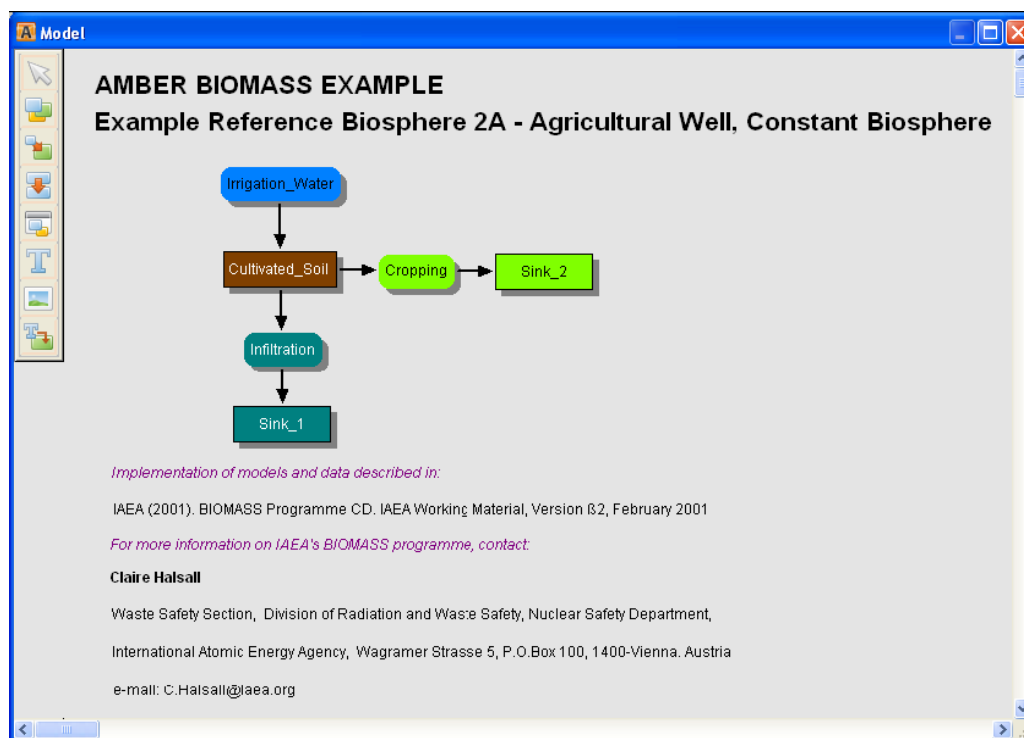 Model
AMBER BIOMASS EXAMPLE
Example Reference Biosphere 2A - Agricultural Well, Constant Biosphere
Irrigation_Water
Cultivated_Soil
Cropping
Sink_2
Infiltration
Sink_1
Implementation of models and data described in:
IAEA (2001). BIOMASS Programme CD. IAEA Working Material, Version ß2, February 2001
For more information on IAEA's BIOMASS programme, contact:
Claire Halsall
Waste Safety Section, Division of Radiation and Waste Safety, Nuclear Safety Department,
International Atomic Energy Agency, Wagramer Strasse 5, P.O.Box 100, 1400-Vienna. Austria
e-mail: C.Halsall@iaea.org